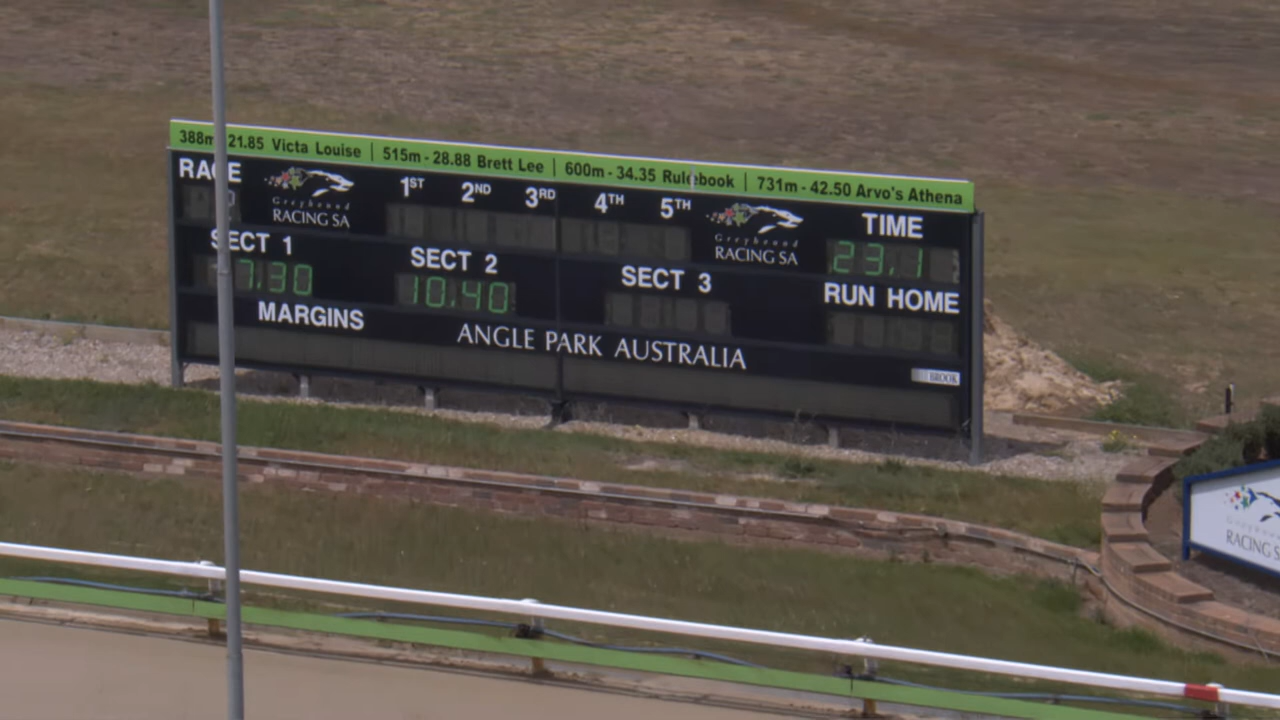 388m 21.85 Victa Louise | 515m - 28.88 Brett Lee | 600m - 34.35 Rulebook | 731m - 42.50 Arvo's Athena
RACE
Greyhound
RACING SA
1ST 2ND 3RD 4TH 5TH
Greyhound
RACING SA
TIME
23.1
SECT 1
7.30
SECT 2
10.40
SECT 3
RUN HOME
MARGINS
ANGLE PARK AUSTRALIA
BROOK
RACING S